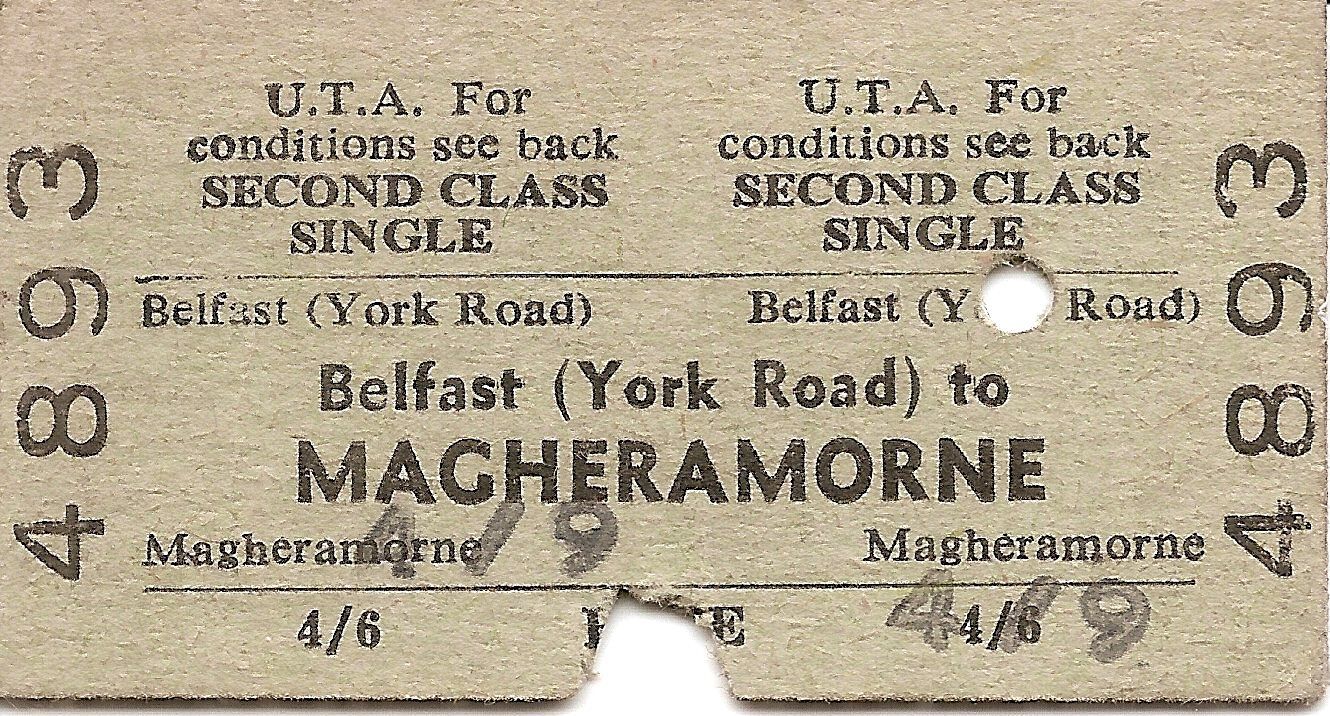 U.T.A. For U.T.A. For
conditions see back conditions see back
SECOND CLASS SECOND CLASS
SINGLE SINGLE
Belfast (York Road) Belfast (Y Road)
Belfast (York Road) to
MAGHERAMORNE
4/9
Magheramorne Magheramorne
4/6 4/6
4/9
4893 4893